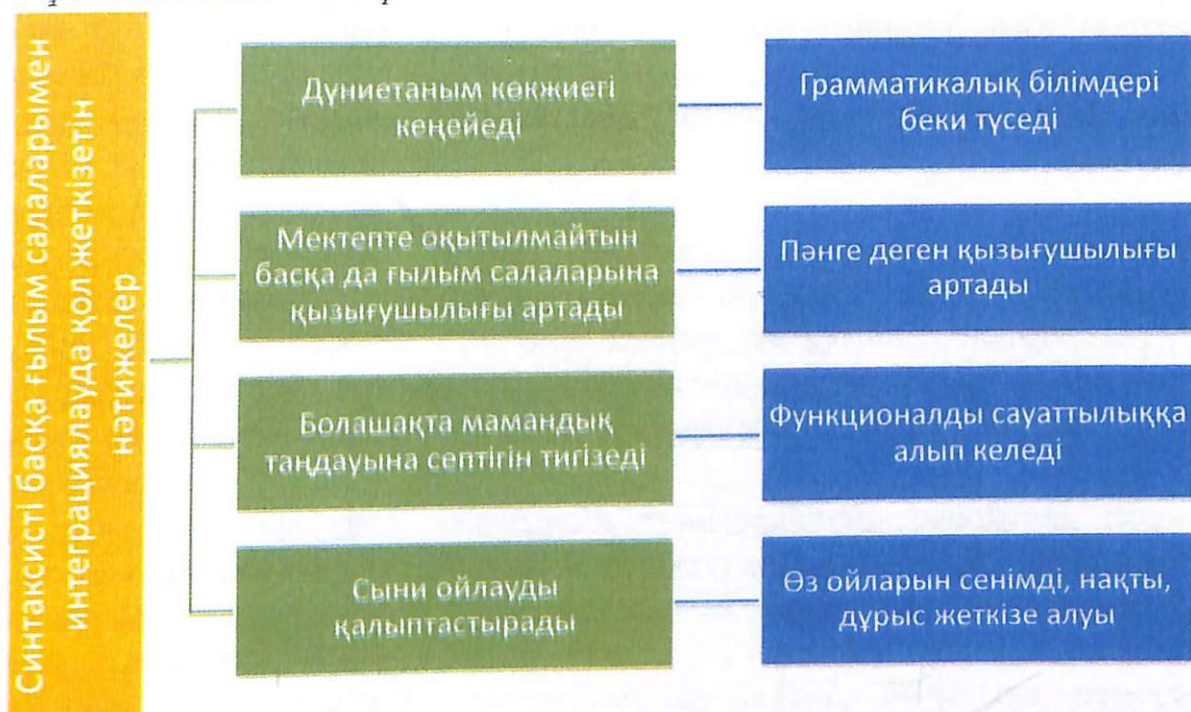 Синтаксисті басқа ғылым салаларымен
интеграциялауда қол жеткізетін
нәтижелер
Дүниетаным көкжиегі
кеңейеді
Грамматикалық білімдері
беки түседі
Мектепте оқытылмайтын
басқа да ғылым салаларына
қызығушылығы артады
Пәнге деген қызығушылығы
артады
Болашақта мамандық
таңдауына септігін тигізеді
Функционалды сауаттылыққа
алып келеді
Сыни ойлауды
қалыптастырады
Өз ойларын сенімді, нақты,
дұрыс жеткізе алуы